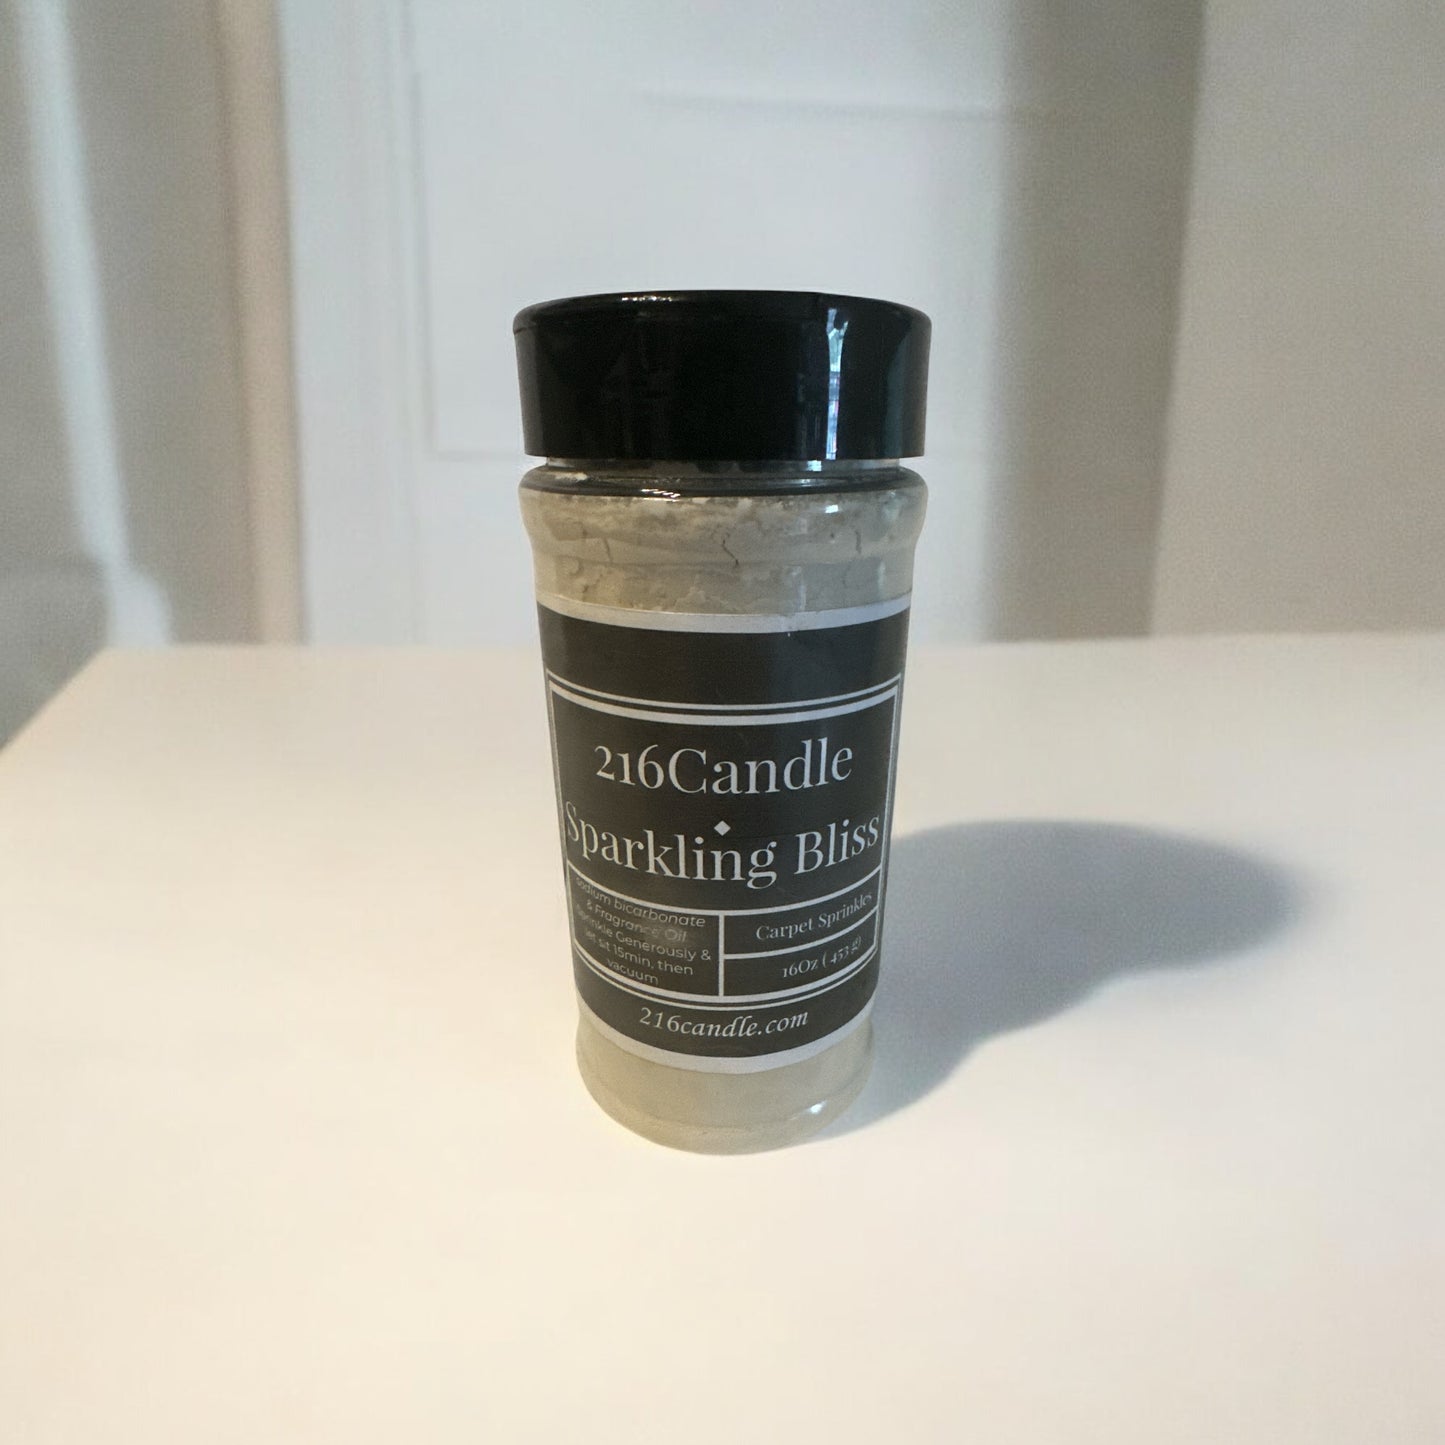 216Candle
Sparkling Bliss
sodium bicarbonate
& Fragrance Oil
Sprinkle Generously &
let sit 15min, then
vacuum
Carpet Sprinkles
16Oz ( 453 g)
216candle.com